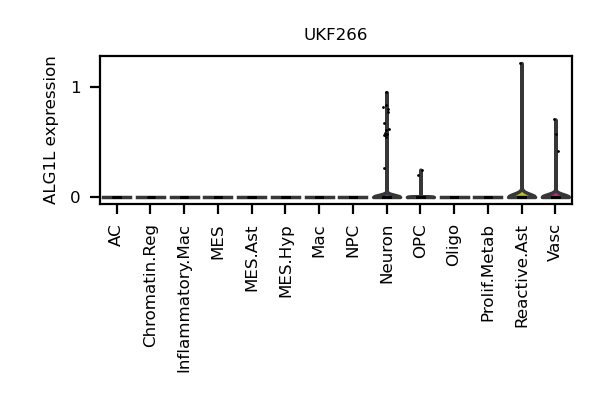 UKF266
ALG1L expression
1
0
AC
Chromatin.Reg
Inflammatory.Mac
MES
MES.Ast
MES.Hyp
Mac
NPC
Neuron
OPC
Oligo
Prolif.Metab
Reactive.Ast
Vasc